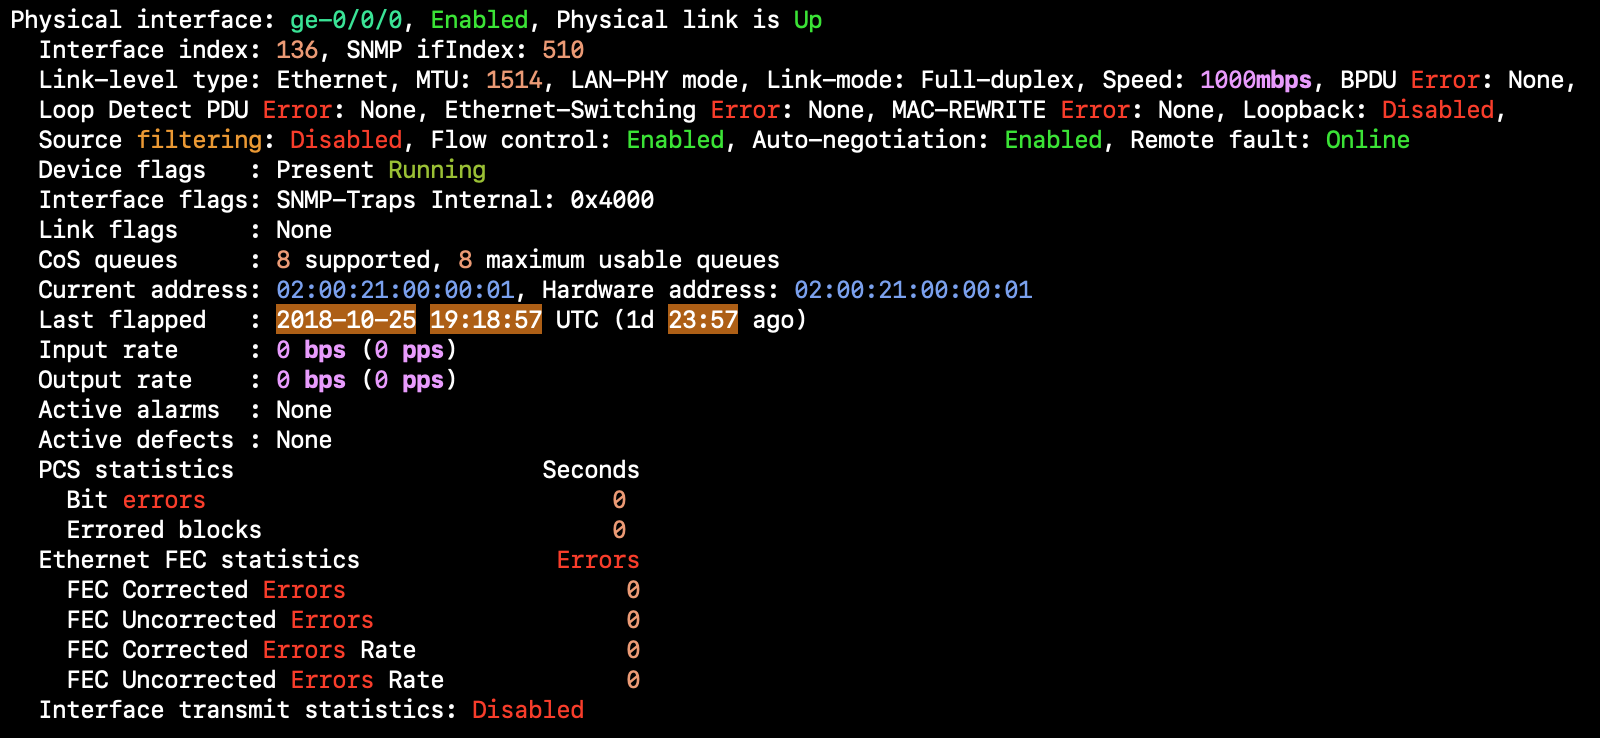 Physical interface: ge-0/0/0, Enabled, Physical link is Up
  Interface index: 136, SNMP ifIndex: 510
  Link-level type: Ethernet, MTU: 1514, LAN-PHY mode, Link-mode: Full-duplex, Speed: 1000mbps, BPDU Error: None,
  Loop Detect PDU Error: None, Ethernet-Switching Error: None, MAC-REWRITE Error: None, Loopback: Disabled,
  Source filtering: Disabled, Flow control: Enabled, Auto-negotiation: Enabled, Remote fault: Online
  Device flags   : Present Running
  Interface flags: SNMP-Traps Internal: 0x4000
  Link flags     : None
  CoS queues     : 8 supported, 8 maximum usable queues
  Current address: 02:00:21:00:00:01, Hardware address: 02:00:21:00:00:01
  Last flapped   : 2018-10-25 19:18:57 UTC (1d 23:57 ago)
  Input rate     : 0 bps (0 pps)
  Output rate    : 0 bps (0 pps)
  Active alarms  : None
  Active defects : None
  PCS statistics                      Seconds
    Bit errors                             0
    Errored blocks                         0
  Ethernet FEC statistics              Errors
    FEC Corrected Errors                    0
    FEC Uncorrected Errors                  0
    FEC Corrected Errors Rate               0
    FEC Uncorrected Errors Rate             0
  Interface transmit statistics: Disabled